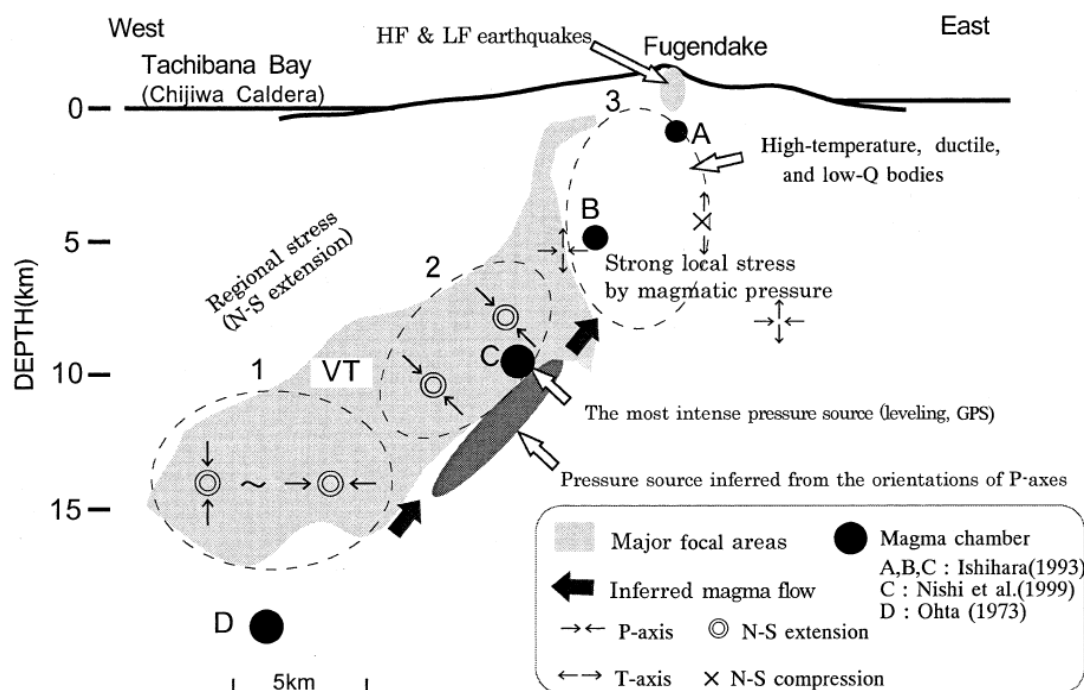 West
East
HF & LF earthquakes
Fugendake
Tachibana Bay
(Chijiwa Caldera)
0
3
A
High-temperature, ductile,
and low-Q bodies
B
5
Regional stress
(N-S extension)
2
Strong local stress
by magmatic pressure
DEPTH(km)
C
10
1
VT
The most intense pressure source (leveling, GPS)
Pressure source inferred from the orientations of P-axes
15
D
5km
Major focal areas
Magma chamber
A,B,C : Ishihara(1993)
C : Nishi et al.(1999)
D : Ohta (1973)
Inferred magma flow
P-axis
N-S extension
T-axis
N-S compression